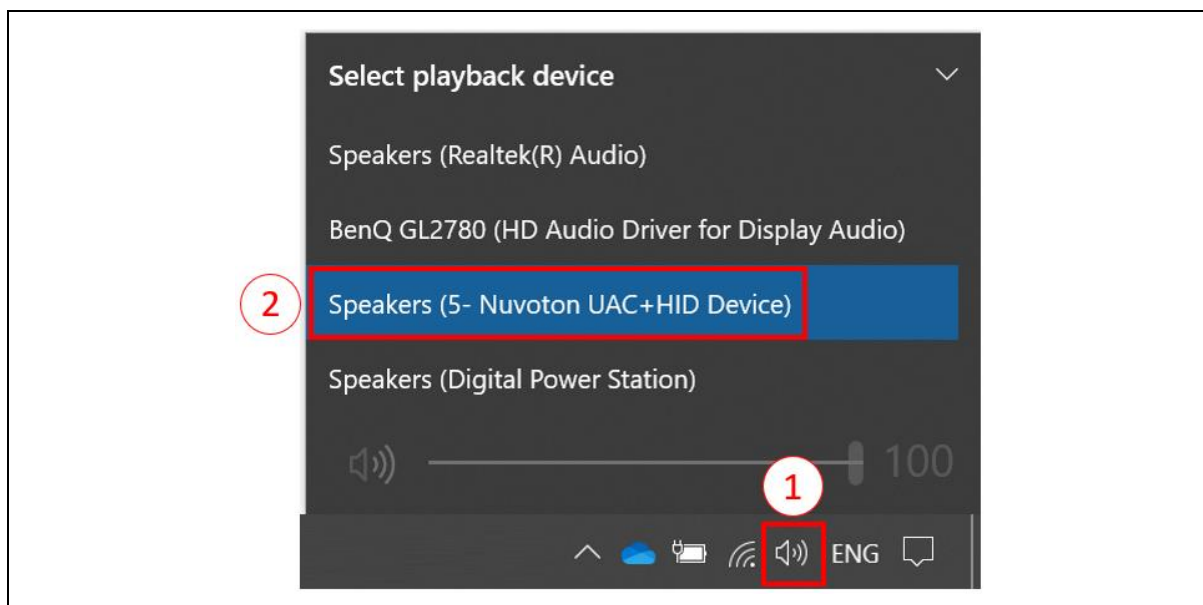 Select playback device
Speakers (Realtek(R) Audio)
BenQ GL2780 (HD Audio Driver for Display Audio)
2
Speakers (5- Nuvoton UAC+HID Device)
Speakers (Digital Power Station)
100
1
ENG